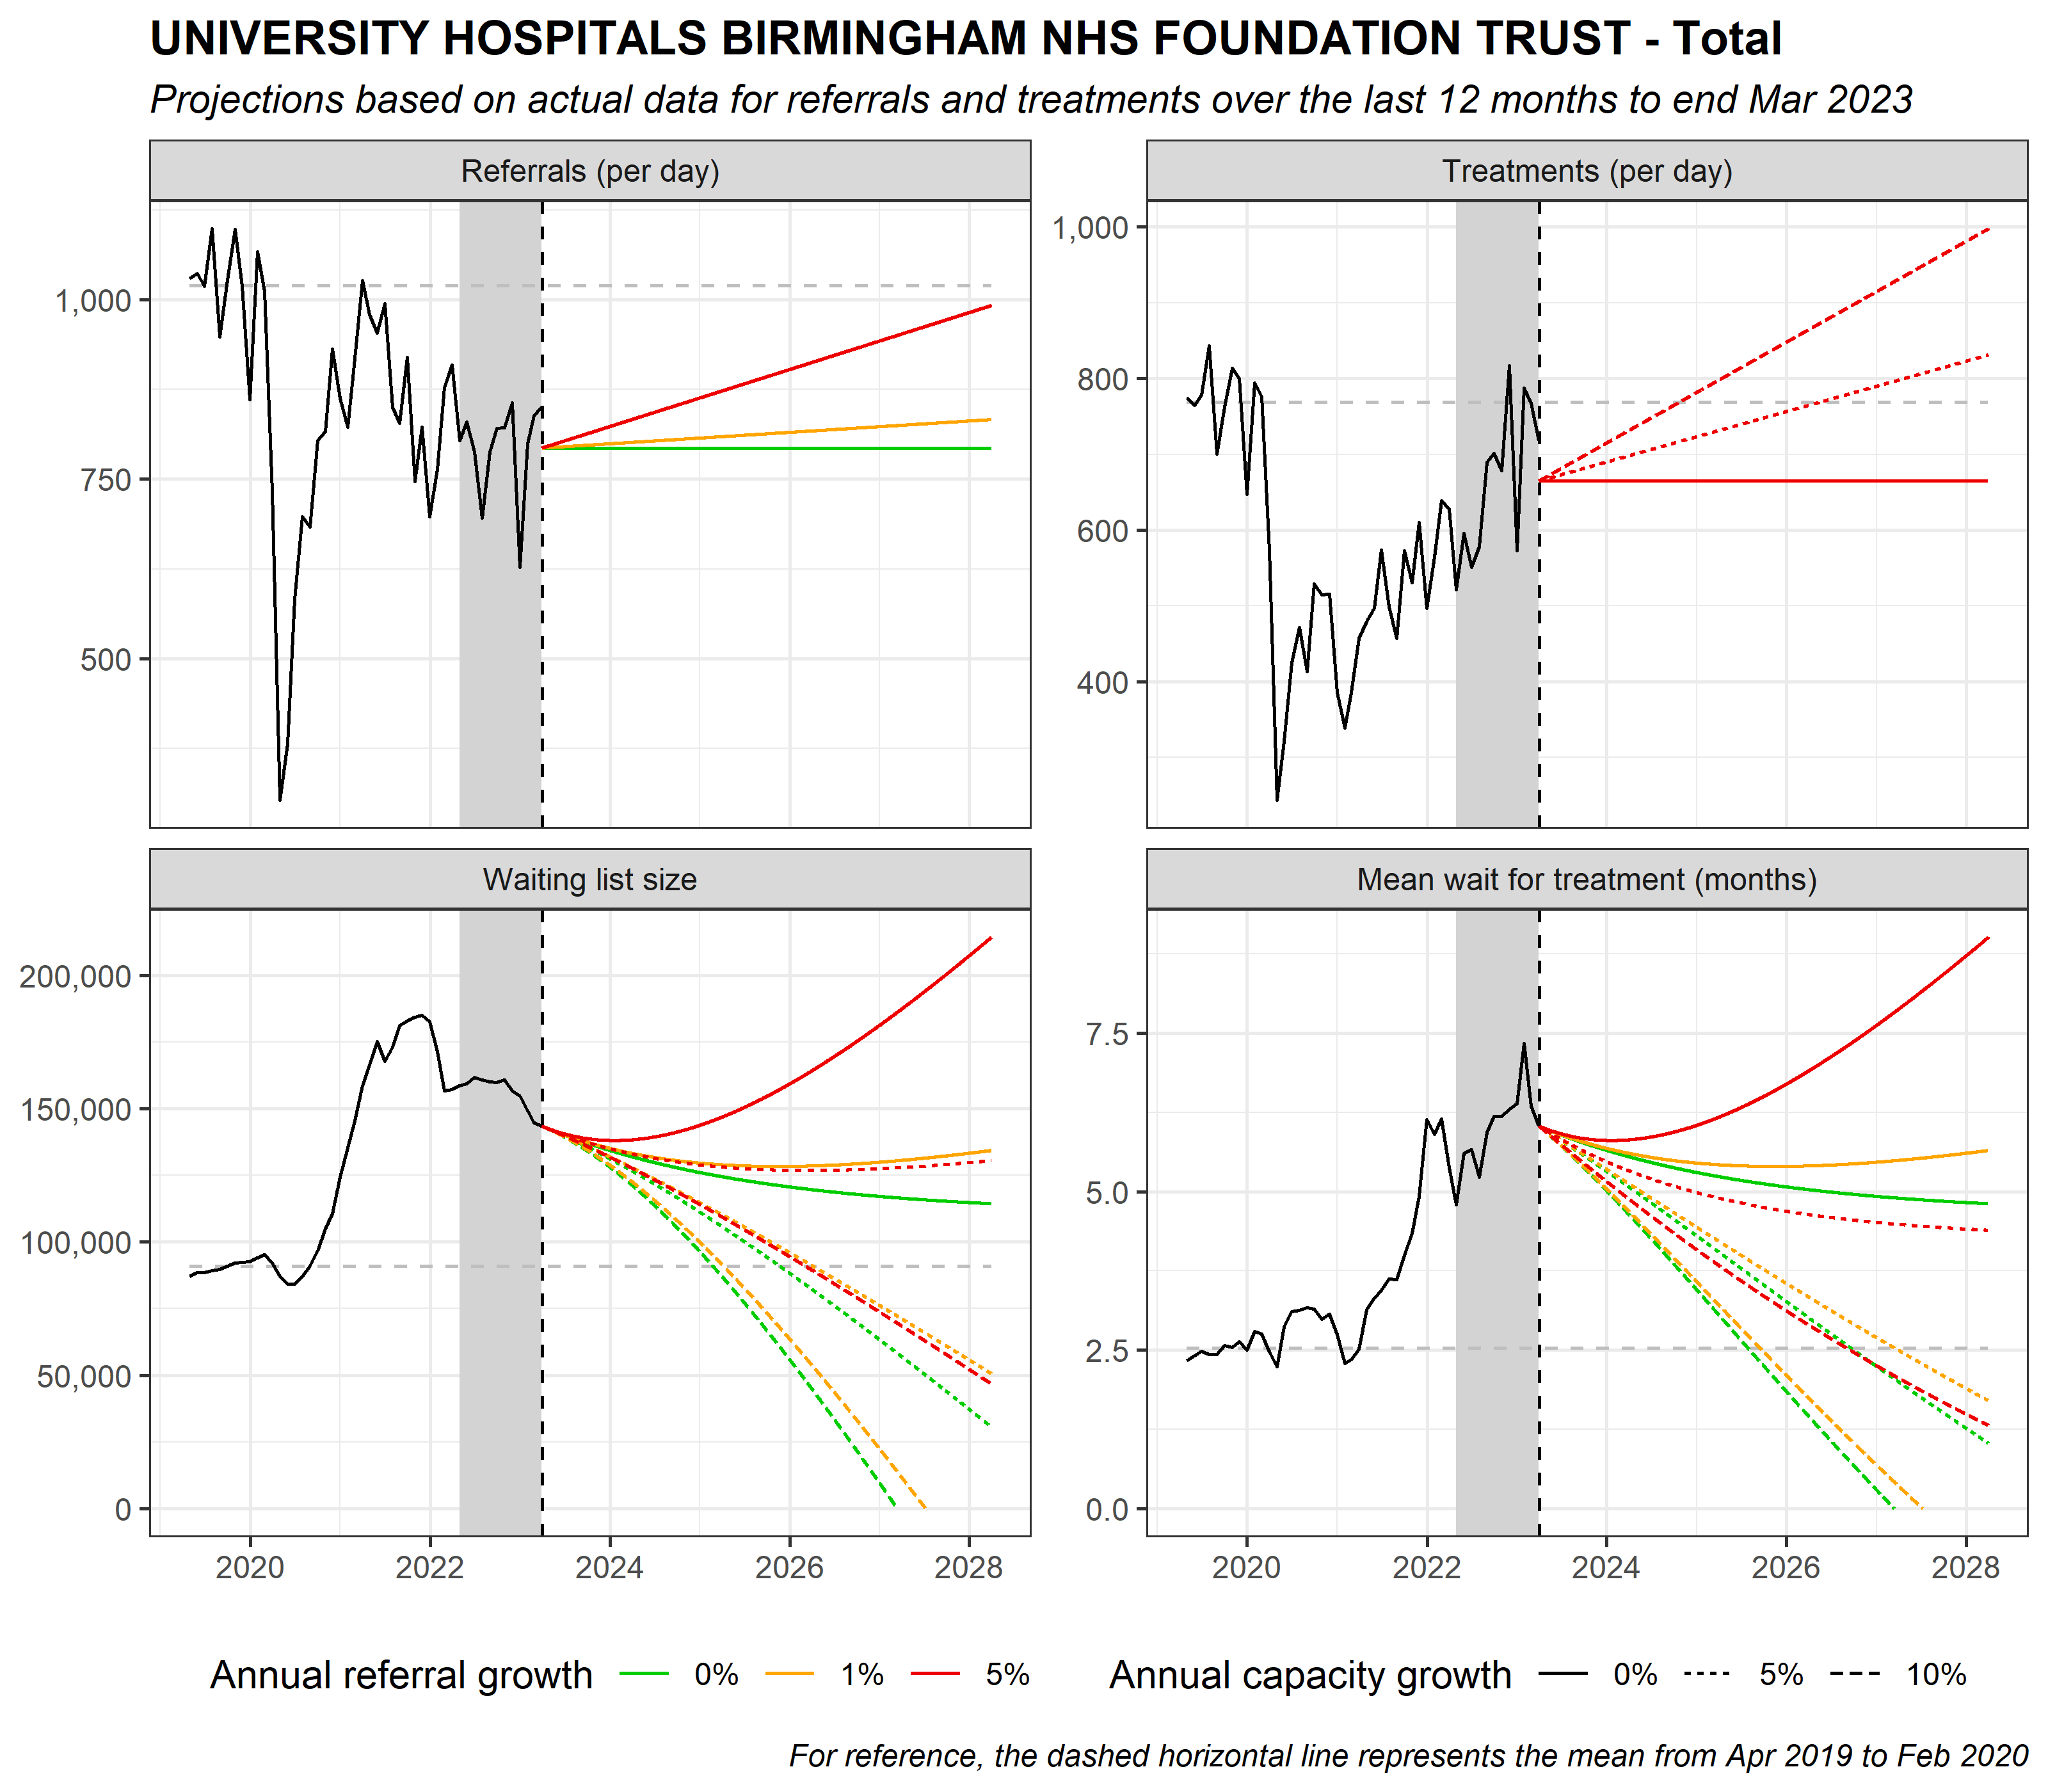 UNIVERSITY HOSPITALS BIRMINGHAM NHS FOUNDATION TRUST - Total
Projections based on actual data for referrals and treatments over the last 12 months to end Mar 2023
Referrals (per day)
1,000
750
500
Treatments (per day)
1,000
800
600
400
Waiting list size
200,000
150,000
100,000
50,000
0
2020 2022 2024 2026 2028
Mean wait for treatment (months)
7.5
5.0
2.5
0.0
2020 2022 2024 2026 2028
Annual referral growth 0% 1% 5%
Annual capacity growth 0% 5% 10%
For reference, the dashed horizontal line represents the mean from Apr 2019 to Feb 2020